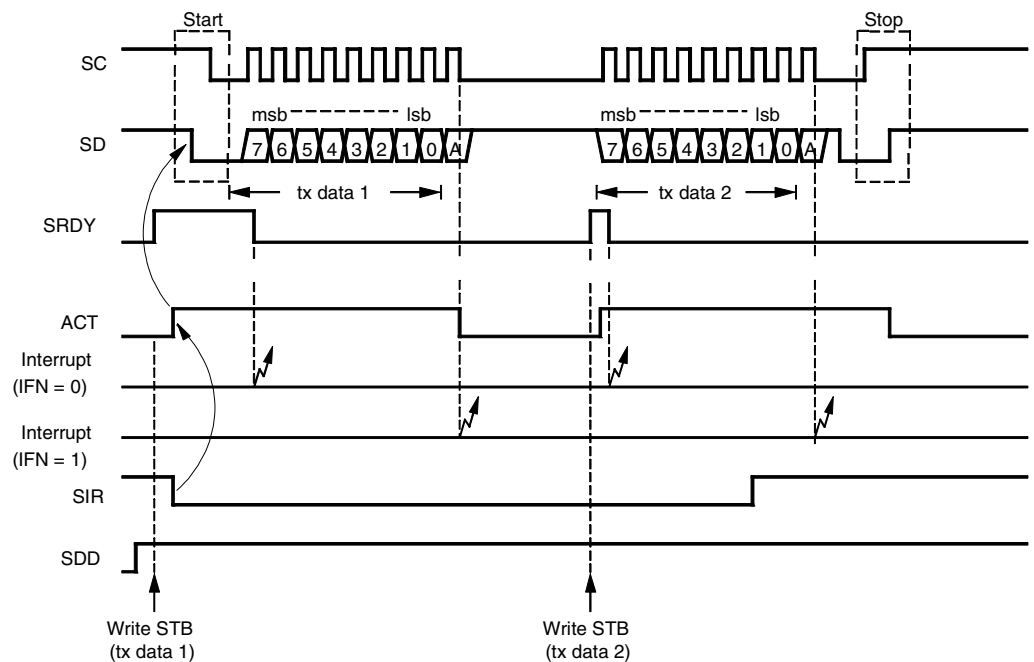 Start
Stop
SC
msb lsb
msb lsb
SD
7 6 5 4 3 2 1 0 A
7 6 5 4 3 2 1 0 A
tx data 1
tx data 2
SRDY
ACT
Interrupt
(IFN = 0)
Interrupt
(IFN = 1)
SIR
SDD
Write STB
(tx data 1)
Write STB
(tx data 2)